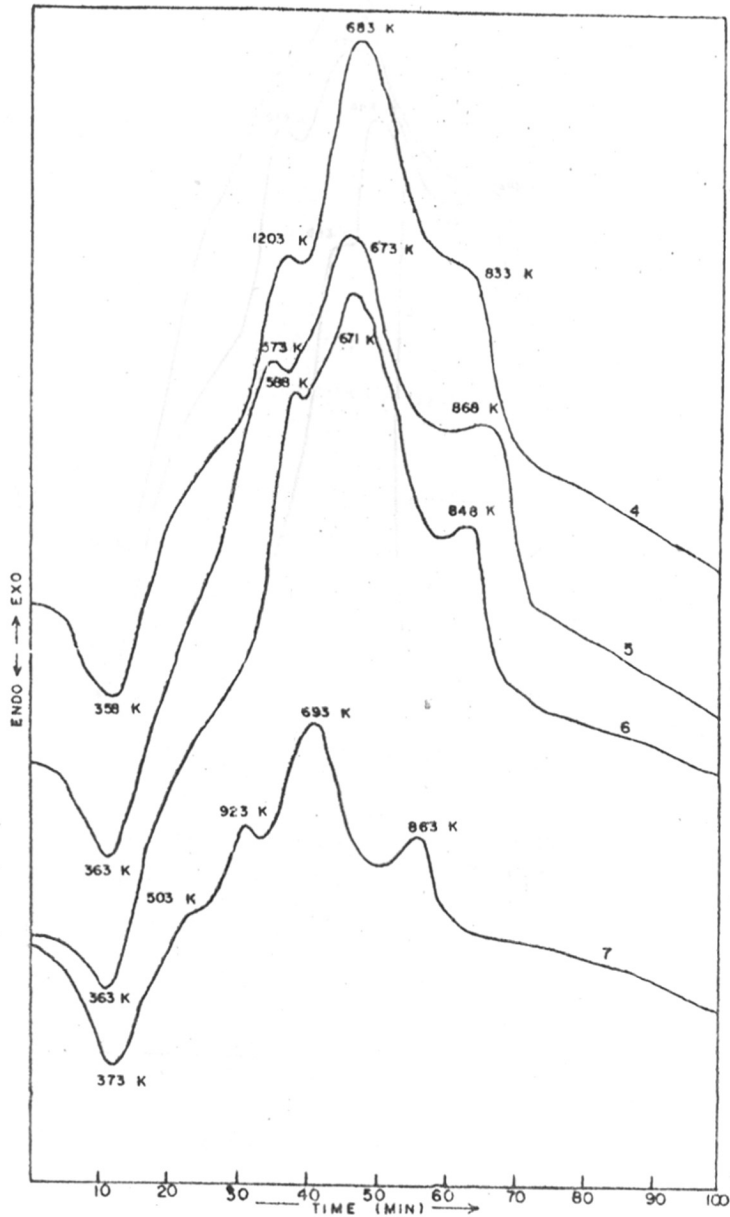 683 K
1203 K
673 K
833 K
573 K
671 K
588 K
868 K
848 K
4
ENDO ← → EXO
5
358 K
693 K
6
923 K
863 K
363 K
503 K
7
363 K
373 K
10 20 30 40 50 60 70 80 90 100
TIME (MIN) →